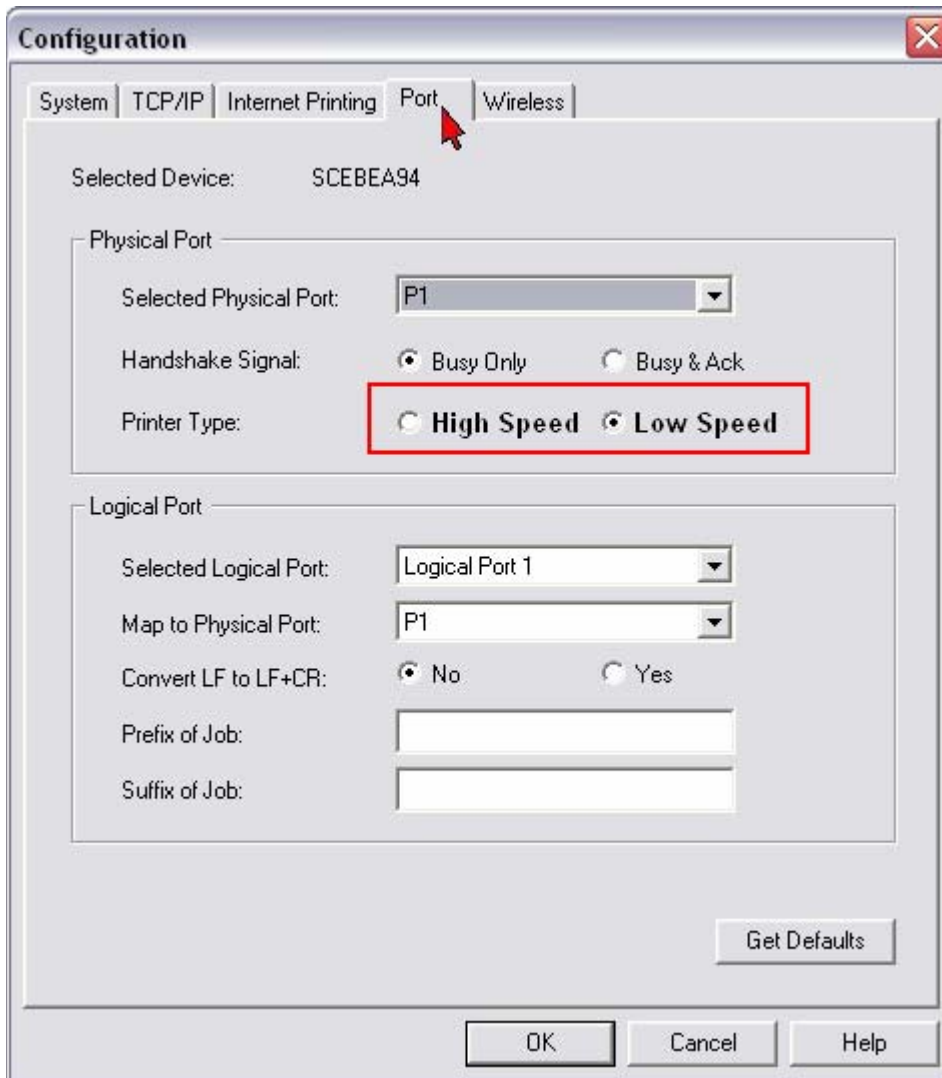 Configuration
System TCP/IP Internet Printing Port Wireless
Selected Device: SCEBEA94
Physical Port
Selected Physical Port: P1
Handshake Signal: Busy Only Busy & Ack
Printer Type: High Speed Low Speed
Logical Port
Selected Logical Port: Logical Port 1
Map to Physical Port: P1
Convert LF to LF+CR: No Yes
Prefix of Job:
Suffix of Job:
Get Defaults
OK Cancel Help